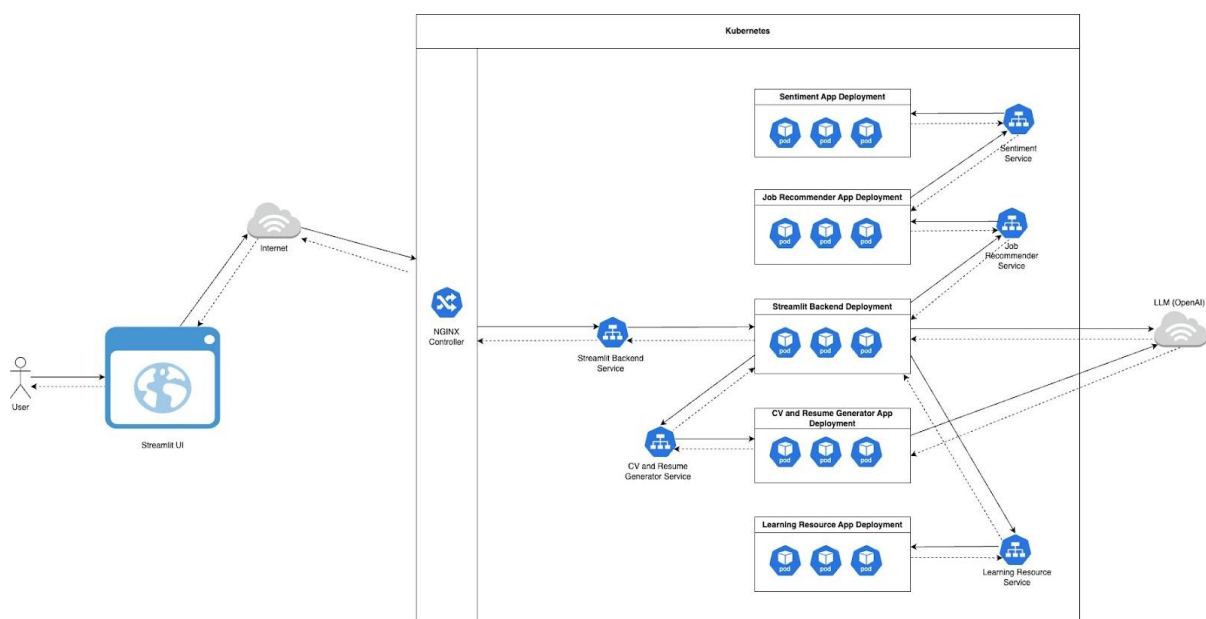 Kubernetes
Sentiment App Deployment
pod pod pod
Sentiment
Service
Job Recommender App Deployment
pod pod pod
Job
Recommender
Service
Internet
NGINX
Controller
Streamlit Backend
Service
Streamlit Backend Deployment
pod pod pod
LLM (OpenAI)
User
Streamlit UI
CV and Resume
Generator Service
CV and Resume Generator App
Deployment
pod pod pod
Learning Resource App Deployment
pod pod pod
Learning Resource
Service